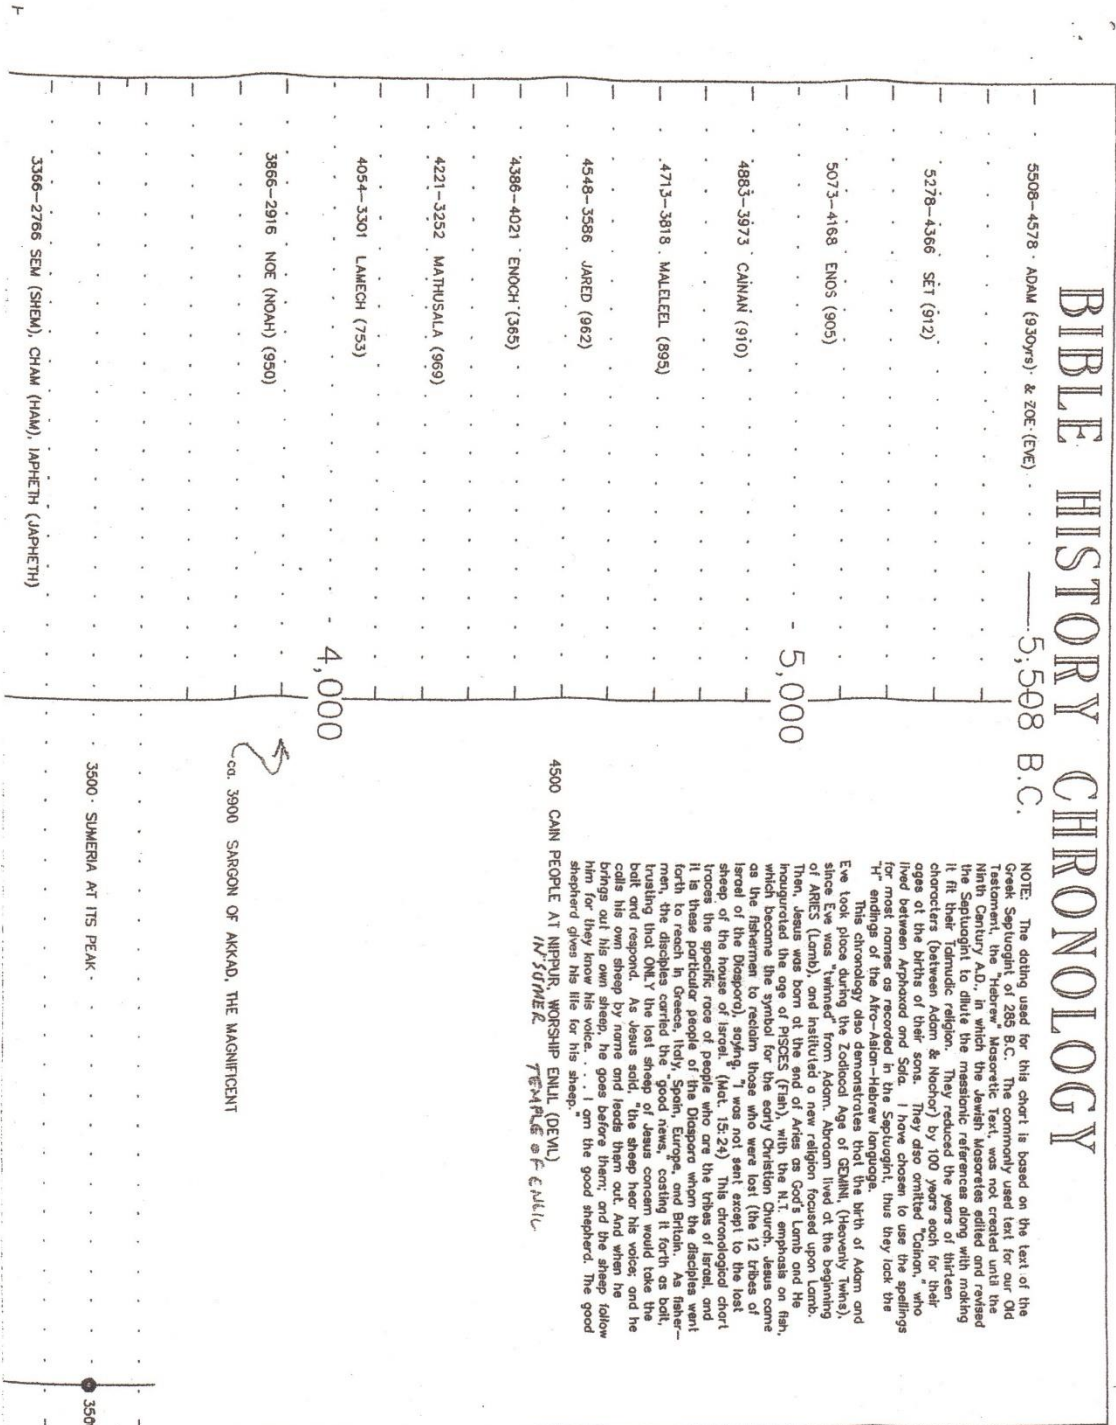 BIBLE HISTORY CHRONOLOGY
5,508 B.C.
5508–4578 ADAM (930yrs) & ZOE (EVE)
5278–4366 SET (912)
5073–4168 ENOS (905)
5,000
4883–3973 CAINAN (910)
4713–3818 MALELEEL (895)
4548–3586 JARED (962)
4386–4021 ENOCH (365)
4221–3252 MATHUSALA (969)
4054–3301 LAMECH (753)
4,000
3866–2916 NOE (NOAH) (950)
3366–2766 SEM (SHEM), CHAM (HAM), IAPHETH (JAPHETH)
NOTE: The dating used for this chart is based on the text of the
Greek Septuagint of 285 B.C. The commonly used text for our Old
Testament, the "Hebrew" Masoretic Text, was not created until the
Ninth Century A.D., in which the Jewish Masoretes edited and revised
the Septuagint to dilute the messianic references along with making
it fit their Talmudic religion. They reduced the years of thirteen
characters (between Adam & Nachor) by 100 years each for their
ages at the births of their sons. They also omitted "Cainan," who
lived between Arphaxad and Sala. I have chosen to use the spellings
for most names as recorded in the Septuagint, thus they lack the
"H" endings of the Afro–Asian–Hebrew language.
This chronology also demonstrates that the birth of Adam and
Eve took place during the Zodiacal Age of GEMINI, (Heavenly Twins),
since Eve was "twinned" from Adam. Abraam lived at the beginning
of ARIES (Lamb), and instituted a new religion focused upon Lamb.
Then, Jesus was born at the end of Aries as God's Lamb and He
inaugurated the age of PISCES (Fish), with the N.T. emphasis on fish,
which became the symbol for the early Christian Church. Jesus came
as the fishermen to reclaim those who were lost (the 12 tribes of
Israel of the Diaspora), saying, "I was not sent except to the lost
sheep of the house of Israel." (Mat. 15:24) This chronological chart
traces the specific race of people who are the tribes of Israel, and
it is these particular people of the Diaspora whom the disciples went
forth to reach in Greece, Italy, Spain, Europe, and Britain. As fisher–
men, the disciples carried the "good news," casting it forth as bait,
trusting that ONLY the lost sheep of Jesus concern would take the
bait and respond. As Jesus said, "the sheep hear his voice; and he
calls his own sheep by name and leads them out. And when he
brings out his own sheep, he goes before them; and the sheep follow
him for they know his voice. . . I am the good shepherd. The good
shepherd gives his life for his sheep."
4500 CAIN PEOPLE AT NIPPUR, WORSHIP ENLIL (DEVIL)
IN SUMER TEMPLE OF ENLIL
ca. 3900 SARGON OF AKKAD, THE MAGNIFICENT
3500 SUMERIA AT ITS PEAK